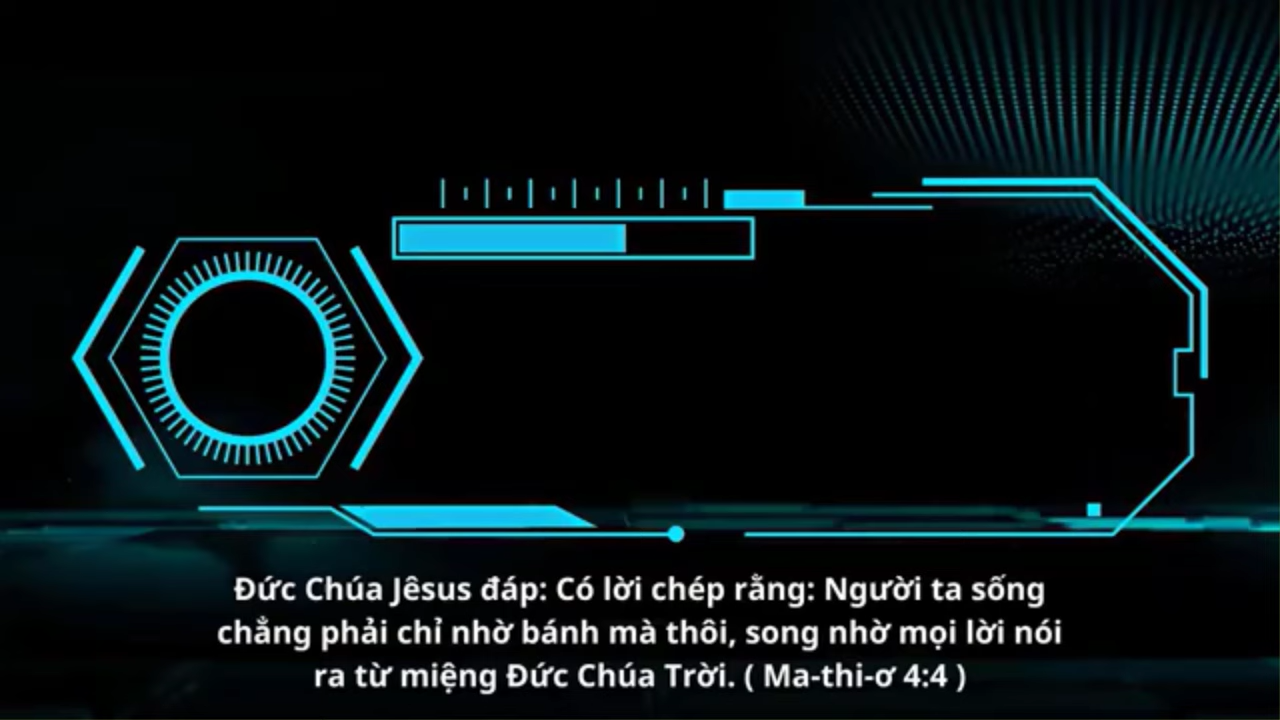 Đức Chúa Jêsus đáp: Có lời chép rằng: Người ta sống
chẳng phải chỉ nhờ bánh mà thôi, song nhờ mọi lời nói
ra từ miệng Đức Chúa Trời. ( Ma-thi-ơ 4:4 )